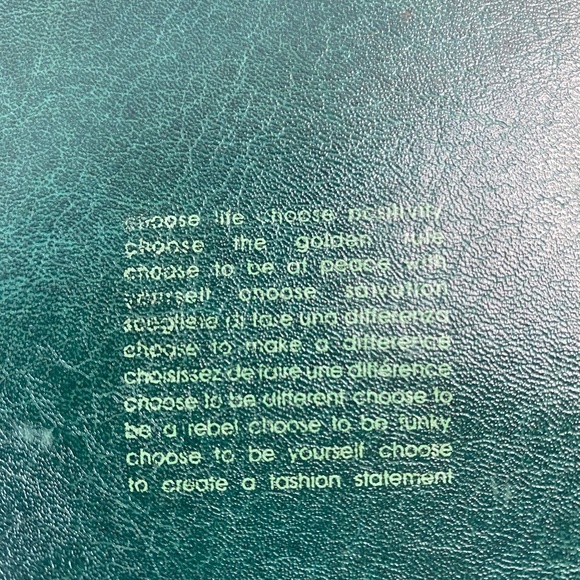 choose life choose positivity
choose the golden rule
choose to be at peace with
yourself choose salvation
scegliete di fare una differenza
choose to make a difference
choisissez de faire une différence
choose to be different choose to
be a rebel choose to be funky
choose to be yourself choose
to create a fashion statement